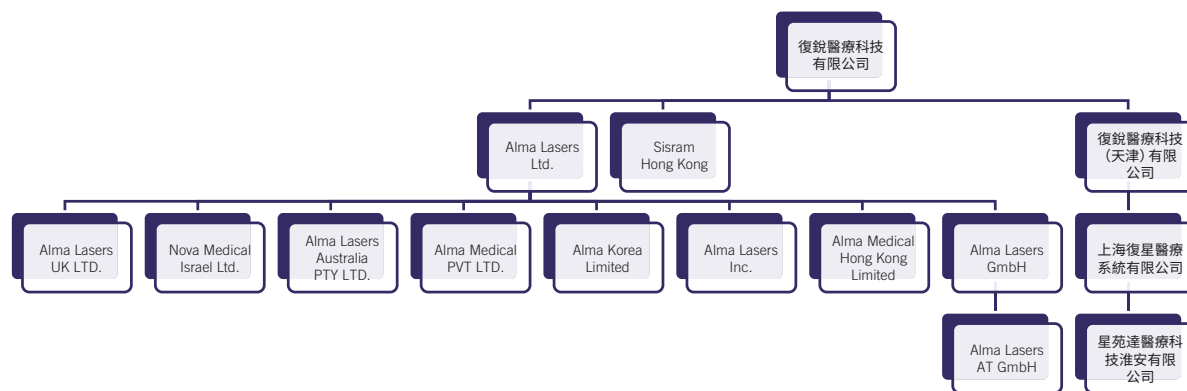 復銳醫療科技
有限公司
Alma Lasers
Ltd.
Sisram
Hong Kong
復銳醫療科技
（天津）有限
公司
Alma Lasers
UK LTD.
Nova Medical
Israel Ltd.
Alma Lasers
Australia
PTY LTD.
Alma Medical
PVT LTD.
Alma Korea
Limited
Alma Lasers
Inc.
Alma Medical
Hong Kong
Limited
Alma Lasers
GmbH
上海復星醫療
系統有限公司
Alma Lasers
AT GmbH
星苑達醫療科
技淮安有限
公司